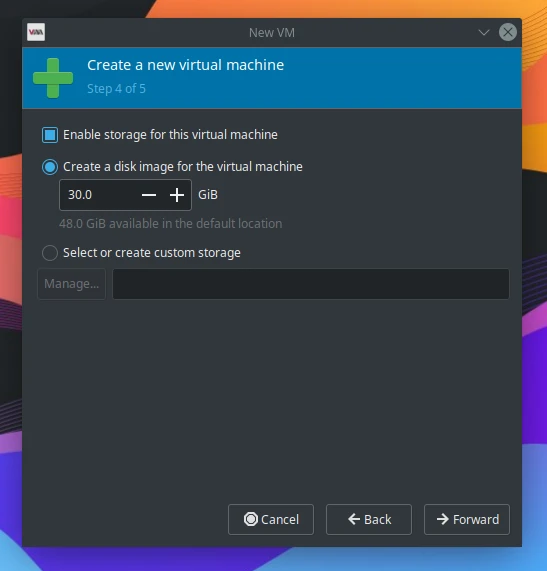 New VM
Create a new virtual machine
Step 4 of 5
Enable storage for this virtual machine
Create a disk image for the virtual machine
30.0 GiB
48.0 GiB available in the default location
Select or create custom storage
Manage...
Cancel Back Forward